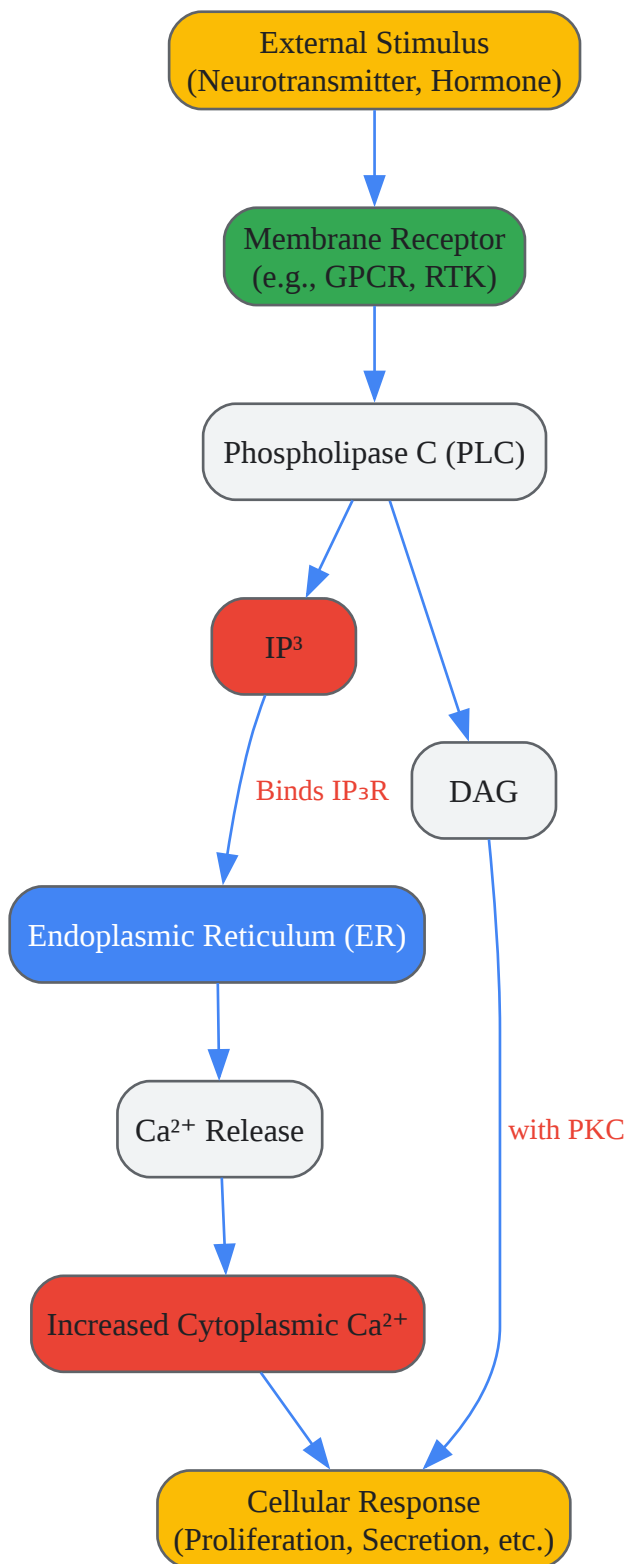 External Stimulus
(Neurotransmitter, Hormone)
Membrane Receptor
(e.g., GPCR, RTK)
Phospholipase C (PLC)
IP³
Binds IP₃R
DAG
Endoplasmic Reticulum (ER)
Ca²⁺ Release
with PKC
Increased Cytoplasmic Ca²⁺
Cellular Response
(Proliferation, Secretion, etc.)